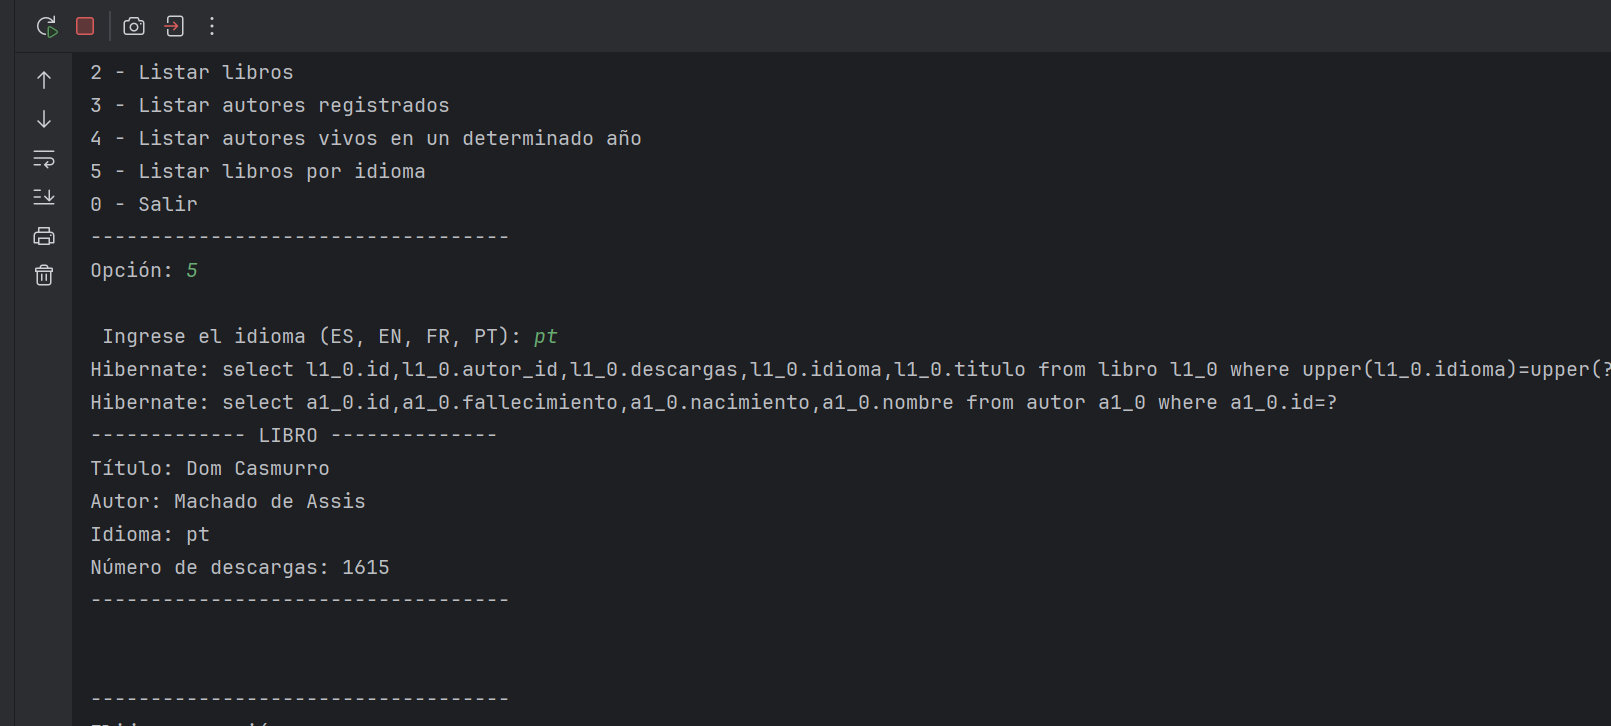 2 - Listar libros
3 - Listar autores registrados
4 - Listar autores vivos en un determinado año
5 - Listar libros por idioma
0 - Salir
-----------------------------------
Opción: 5
Ingrese el idioma (ES, EN, FR, PT): pt
Hibernate: select l1_0.id,l1_0.autor_id,l1_0.descargas,l1_0.idioma,l1_0.titulo from libro l1_0 where upper(l1_0.idioma)=upper(?
Hibernate: select a1_0.id,a1_0.fallecimiento,a1_0.nacimiento,a1_0.nombre from autor a1_0 where a1_0.id=?
------------- LIBRO --------------
Título: Dom Casmurro
Autor: Machado de Assis
Idioma: pt
Número de descargas: 1615
-----------------------------------
-----------------------------------